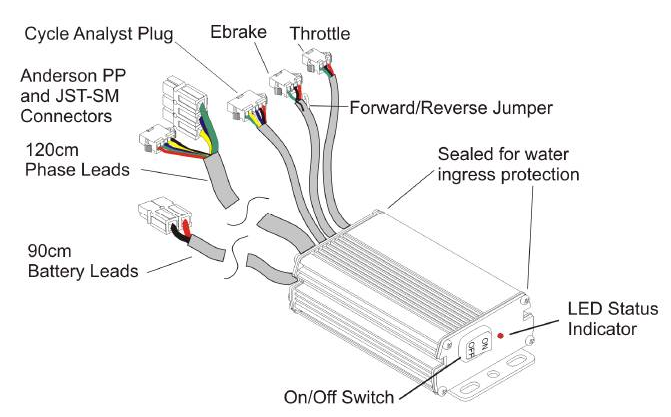 Cycle Analyst Plug
Ebrake
Throttle
Anderson PP
and JST-SM
Connectors
Forward/Reverse Jumper
120cm
Phase Leads
Sealed for water
ingress protection
90cm
Battery Leads
LED Status
Indicator
ON
OFF
On/Off Switch